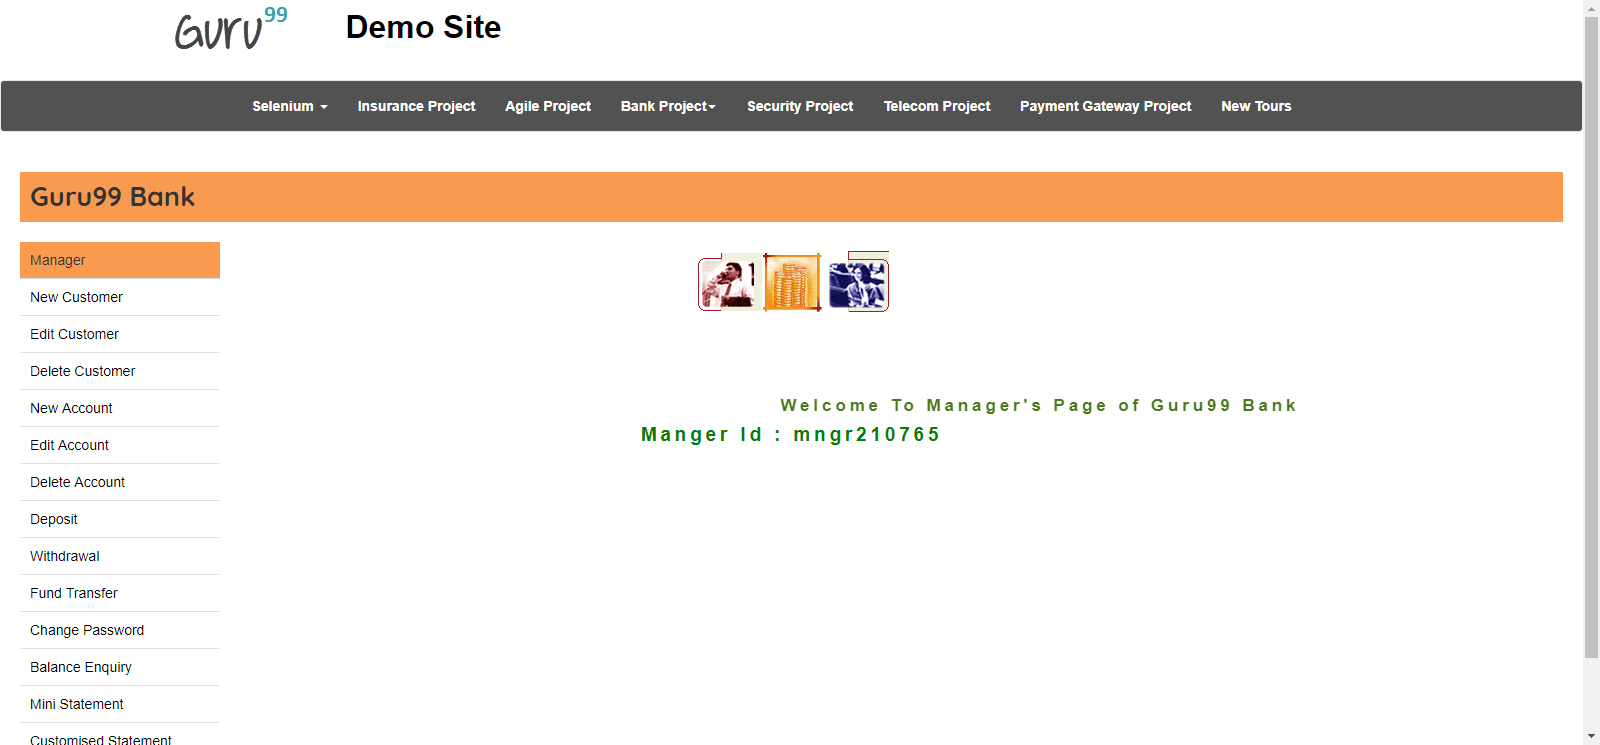 Guru99 Demo Site
Selenium Insurance Project Agile Project Bank Project Security Project Telecom Project Payment Gateway Project New Tours
Guru99 Bank
Manager
New Customer
Edit Customer
Delete Customer
New Account
Edit Account
Delete Account
Deposit
Withdrawal
Fund Transfer
Change Password
Balance Enquiry
Mini Statement
Customised Statement
Welcome To Manager's Page of Guru99 Bank
Manger Id : mngr210765